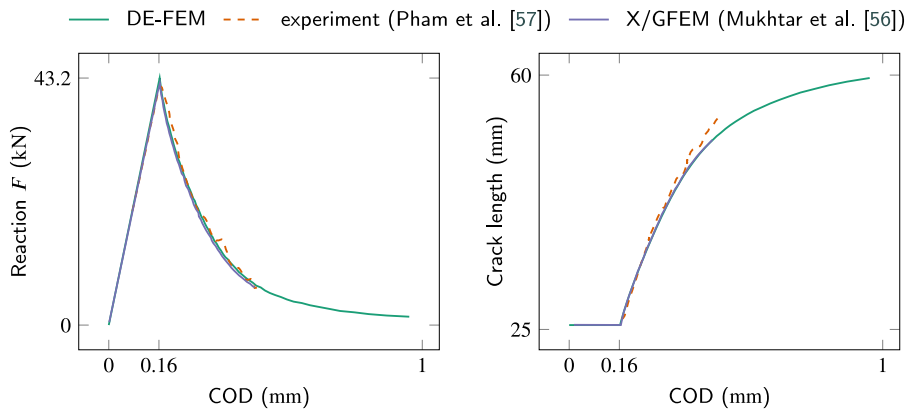 DE-FEM experiment (Pham et al. [57]) X/GFEM (Mukhtar et al. [56])
43.2
Reaction F (kN)
0
0 0.16 1
COD (mm)
60
Crack length (mm)
25
0 0.16 1
COD (mm)